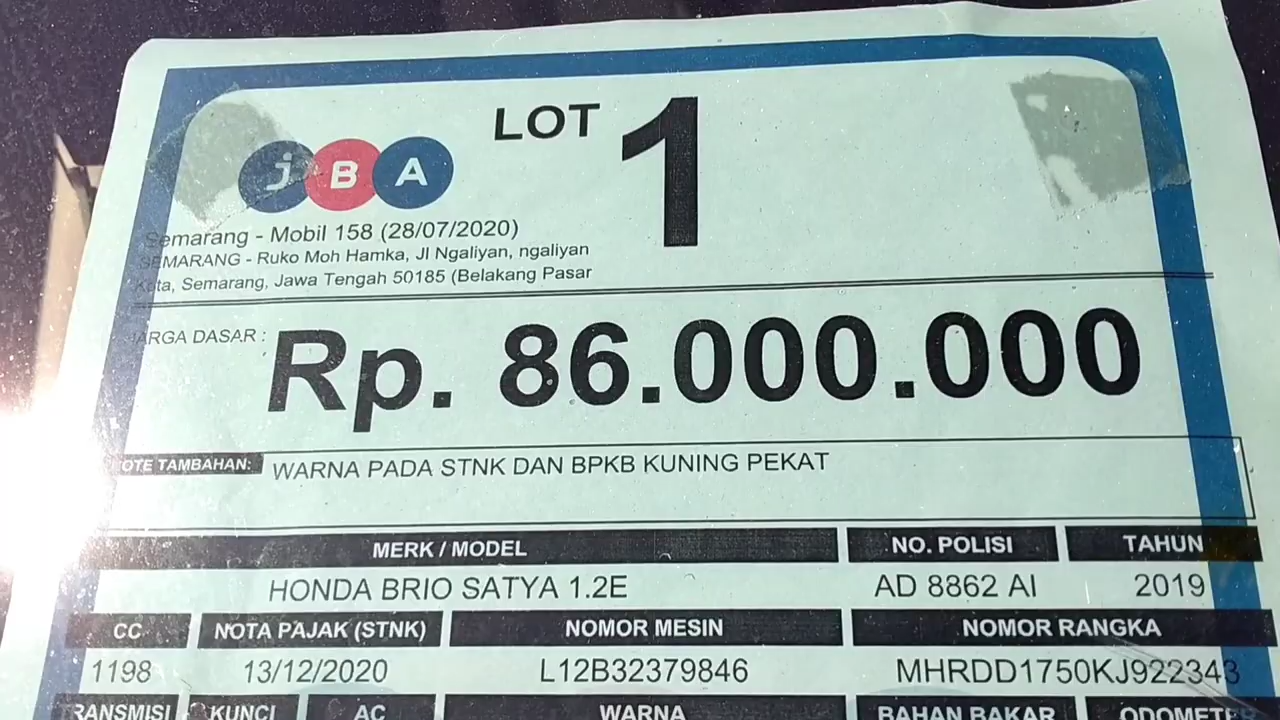 LOT 1
jBA
Semarang - Mobil 158 (28/07/2020)
SEMARANG - Ruko Moh Hamka, Jl Ngaliyan, ngaliyan
Kota, Semarang, Jawa Tengah 50185 (Belakang Pasar
HARGA DASAR : Rp. 86.000.000
NOTE TAMBAHAN: WARNA PADA STNK DAN BPKB KUNING PEKAT
MERK / MODEL NO. POLISI TAHUN
HONDA BRIO SATYA 1.2E AD 8862 AI 2019
CC NOTA PAJAK (STNK) NOMOR MESIN NOMOR RANGKA
1198 13/12/2020 L12B32379846 MHRDD1750KJ922343
TRANSMISI KUNCI AC WARNA BAHAN BAKAR ODOMETER